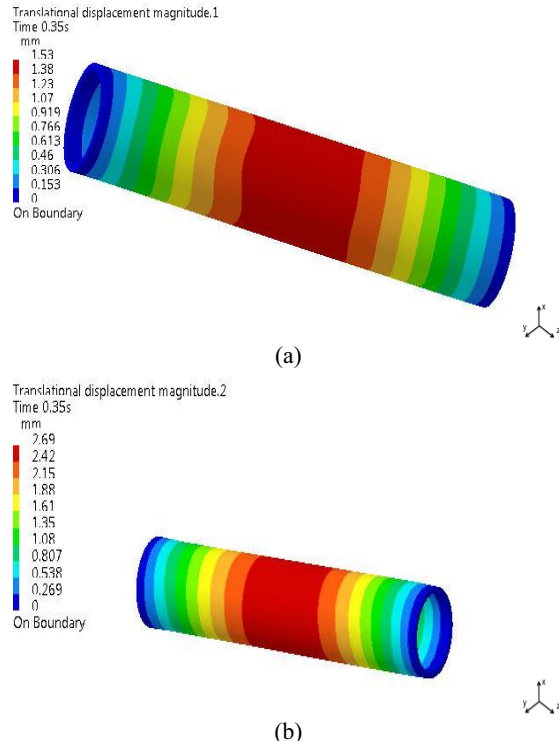 Translational displacement magnitude.1
Time 0.35s
mm
1.53
1.38
1.23
1.07
0.919
0.766
0.613
0.46
0.306
0.153
0
On Boundary
x
y
z
(a)
Translational displacement magnitude.2
Time 0.35s
mm
2.69
2.42
2.15
1.88
1.61
1.35
1.08
0.807
0.538
0.269
0
On Boundary
x
y
z
(b)